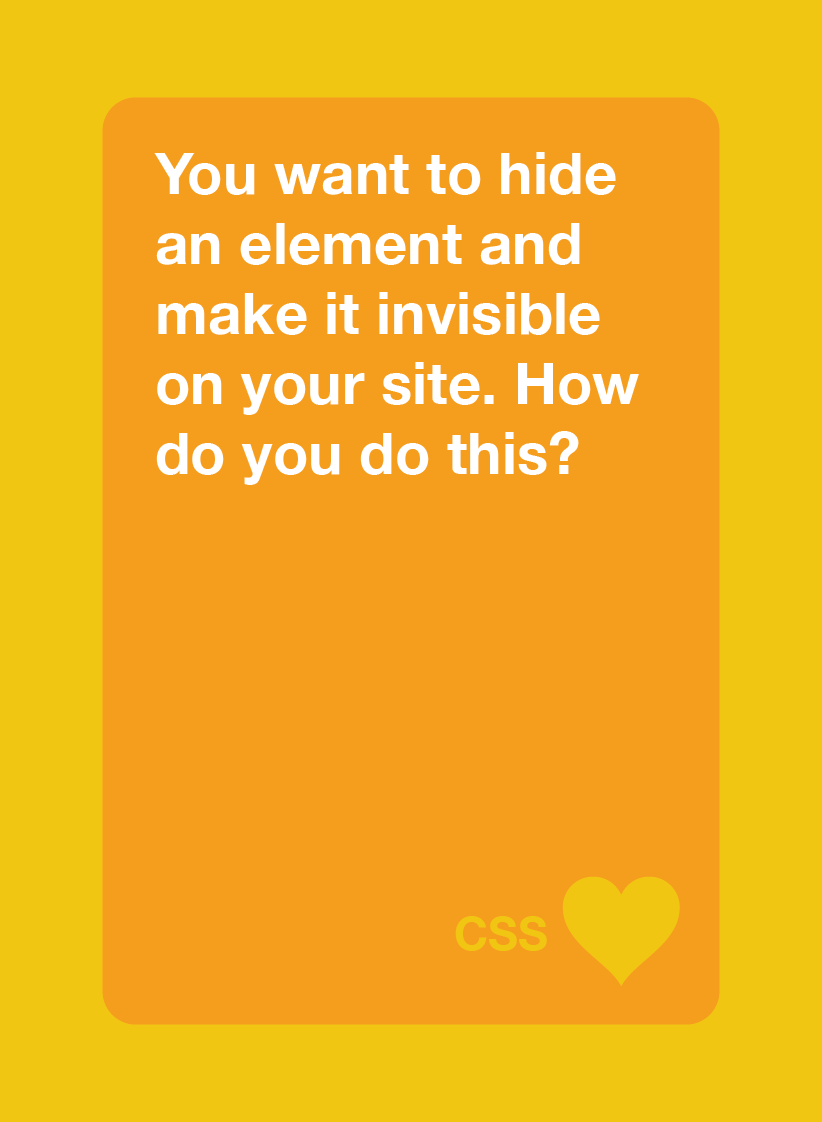 You want to hide
an element and
make it invisible
on your site. How
do you do this?
CSS